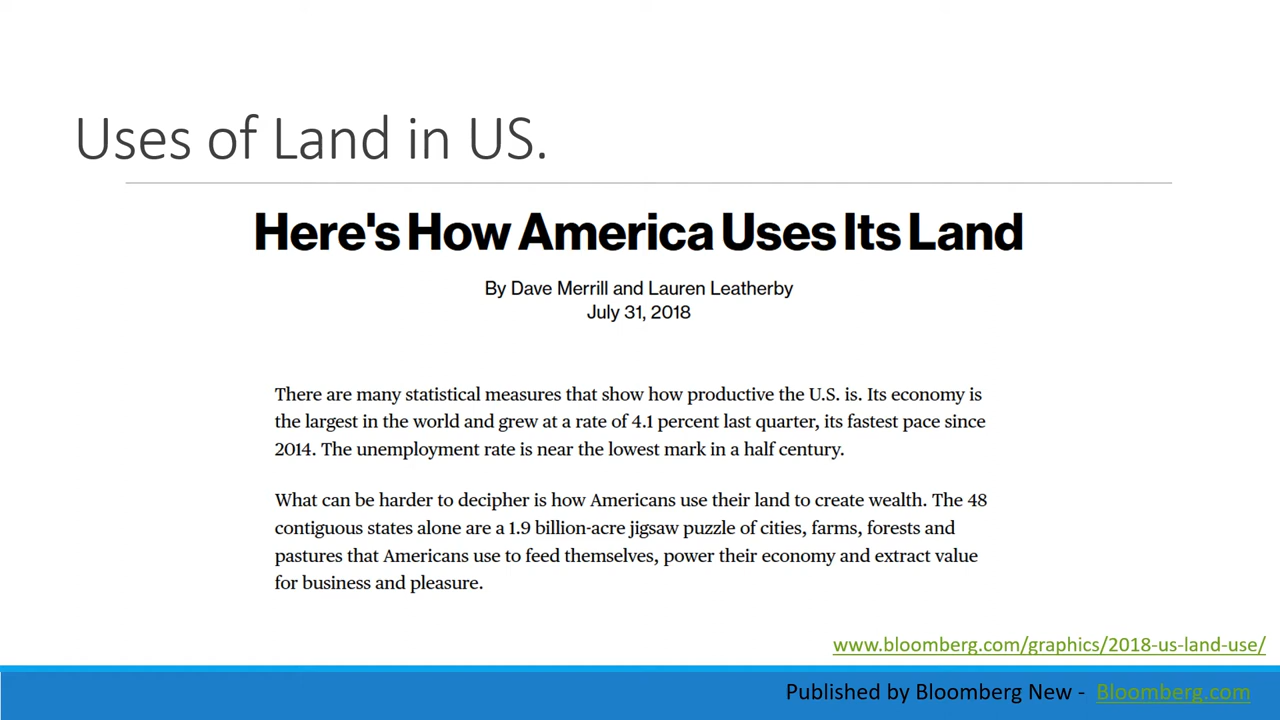 Uses of Land in US.
Here's How America Uses Its Land
By Dave Merrill and Lauren Leatherby
July 31, 2018
There are many statistical measures that show how productive the U.S. is. Its economy is
the largest in the world and grew at a rate of 4.1 percent last quarter, its fastest pace since
2014. The unemployment rate is near the lowest mark in a half century.
What can be harder to decipher is how Americans use their land to create wealth. The 48
contiguous states alone are a 1.9 billion-acre jigsaw puzzle of cities, farms, forests and
pastures that Americans use to feed themselves, power their economy and extract value
for business and pleasure.
www.bloomberg.com/graphics/2018-us-land-use/
Published by Bloomberg New - Bloomberg.com